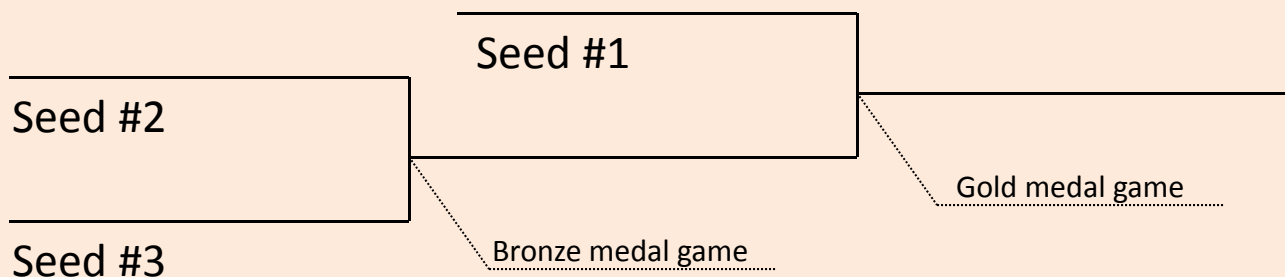 Seed #1
Seed #2
Gold medal game
Bronze medal game
Seed #3